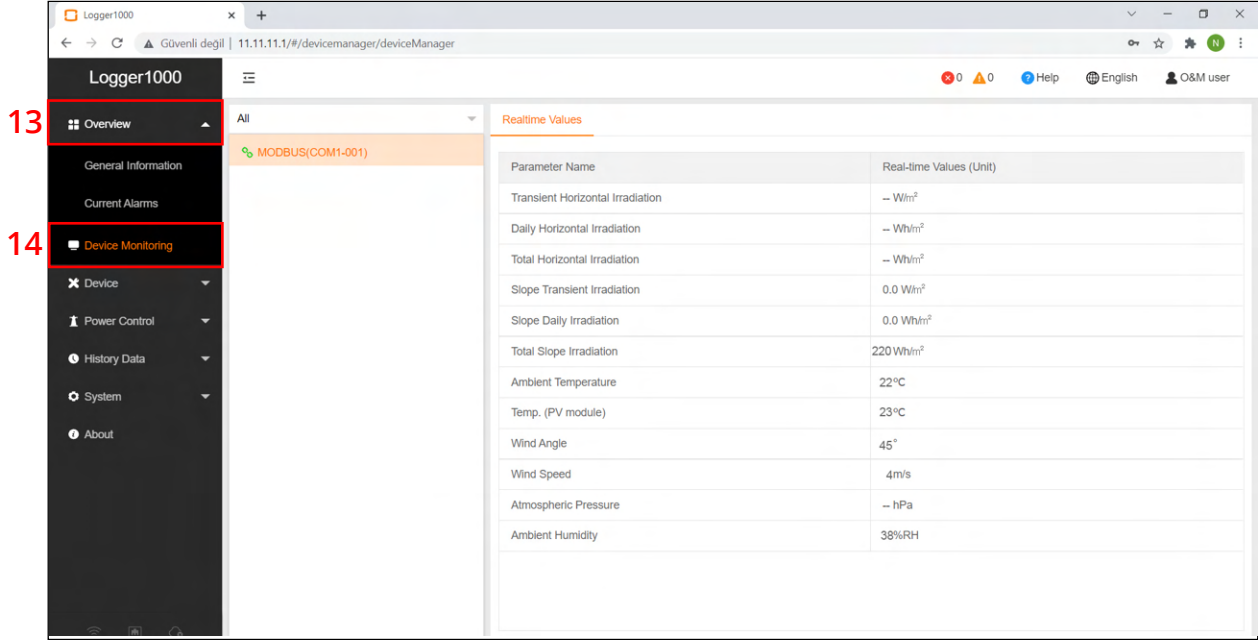 Logger1000
Güvenli değil | 11.11.11.1/#/devicemanager/deviceManager
N
Logger1000
0 0 Help English O&M user
13 Overview
General Information
Current Alarms
14 Device Monitoring
Device
Power Control
History Data
System
About
All
MODBUS(COM1-001)
Realtime Values
Parameter Name Real-time Values (Unit)
Transient Horizontal Irradiation -- W/m²
Daily Horizontal Irradiation -- Wh/m²
Total Horizontal Irradiation -- Wh/m²
Slope Transient Irradiation 0.0 W/m²
Slope Daily Irradiation 0.0 Wh/m²
Total Slope Irradiation 220 Wh/m²
Ambient Temperature 22°C
Temp. (PV module) 23°C
Wind Angle 45°
Wind Speed 4m/s
Atmospheric Pressure -- hPa
Ambient Humidity 38%RH